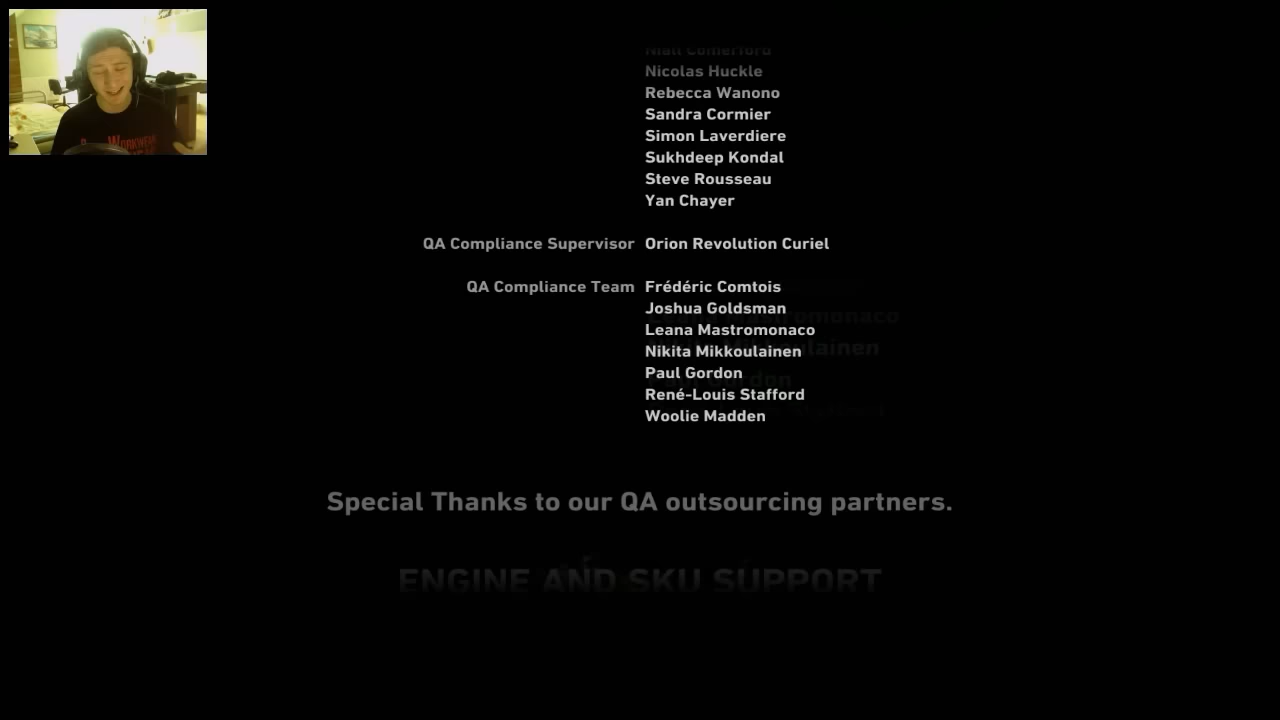 Niall Comerford
Nicolas Huckle
Rebecca Wanono
Sandra Cormier
Simon Laverdiere
Sukhdeep Kondal
Steve Rousseau
Yan Chayer
QA Compliance Supervisor Orion Revolution Curiel
QA Compliance Team Frédéric Comtois
Joshua Goldsman
Leana Mastromonaco
Nikita Mikkoulainen
Paul Gordon
René-Louis Stafford
Woolie Madden
Special Thanks to our QA outsourcing partners.
ENGINE AND SKU SUPPORT